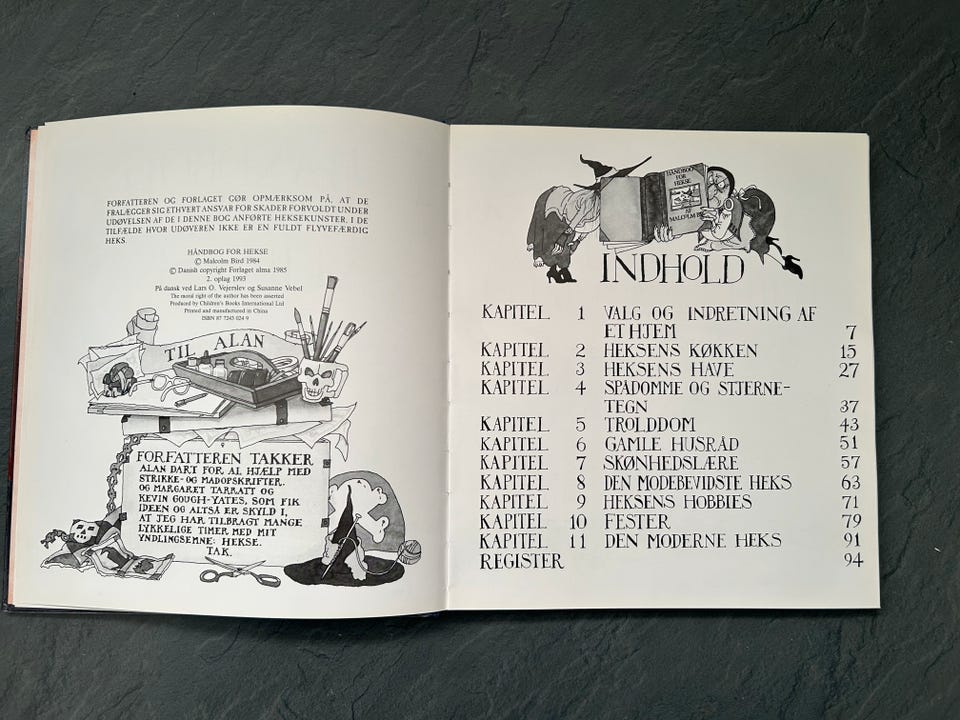 FORFATTEREN OG FORLAGET GØR OPMÆRKSOM PÅ, AT DE
FRALÆGGER SIG ETHVERT ANSVAR FOR SKADER FORVOLDT UNDER
UDØVELSEN AF DE I DENNE BOG ANFØRTE HEKSEKUNSTER, I DE
TILFÆLDE HVOR UDØVEREN IKKE ER EN FULDT FLYVEFÆRDIG
HEKS.
HÅNDBOG FOR HEKSE
© Malcolm Bird 1984
© Danish copyright Forlaget alma 1985
2. oplag 1993
På dansk ved Lars O. Vejerslev og Susanne Vebel
The moral right of the author has been asserted
Produced by Children's Books International Ltd
Printed and manufactured in China
ISBN 87 7243 024 9
TIL ALAN
FORFATTEREN TAKKER
ALAN DART FOR AL HJÆLP MED
STRIKKE- OG MADOPSKRIFTER,
OG MARGARET TARRATT OG
KEVIN GOUGH-YATES, SOM FIK
IDEEN OG ALTSÅ ER SKYLD I,
AT JEG HAR TILBRAGT MANGE
LYKKELIGE TIMER MED MIT
YNDLINGSEMNE: HEKSE.
TAK.
HÅNDBOG
FOR
HEKSE
AF
MALCOLM
INDHOLD
KAPITEL 1 VALG OG INDRETNING AF
ET HJEM 7
KAPITEL 2 HEKSENS KØKKEN 15
KAPITEL 3 HEKSENS HAVE 27
KAPITEL 4 SPÅDOMME OG STJERNE-
TEGN 37
KAPITEL 5 TROLDDOM 43
KAPITEL 6 GAMLE HUSRÅD 51
KAPITEL 7 SKØNHEDSLÆRE 57
KAPITEL 8 DEN MODEBEVIDSTE HEKS 63
KAPITEL 9 HEKSENS HOBBIES 71
KAPITEL 10 FESTER 79
KAPITEL 11 DEN MODERNE HEKS 91
REGISTER 94